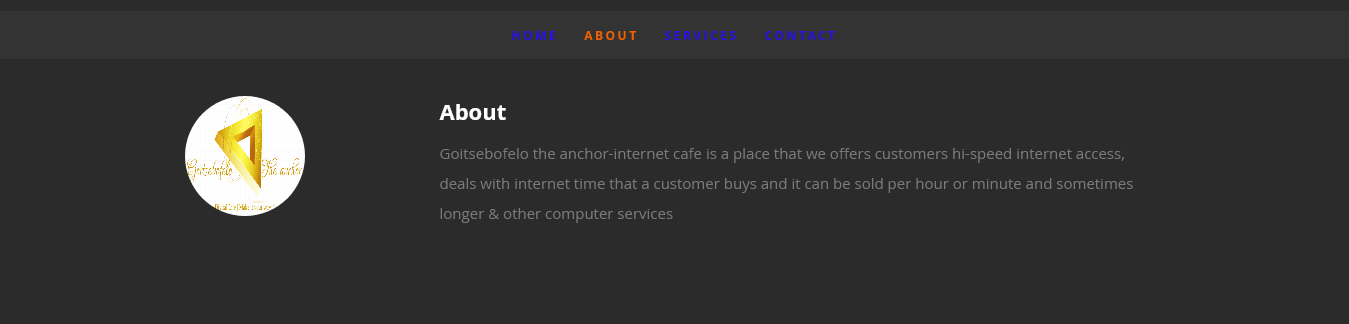 HOME ABOUT SERVICES CONTACT
About
Goitsebofelo the anchor-internet cafe is a place that we offers customers hi-speed internet access,
deals with internet time that a customer buys and it can be sold per hour or minute and sometimes
longer & other computer services
Goitsebofelo The anchor